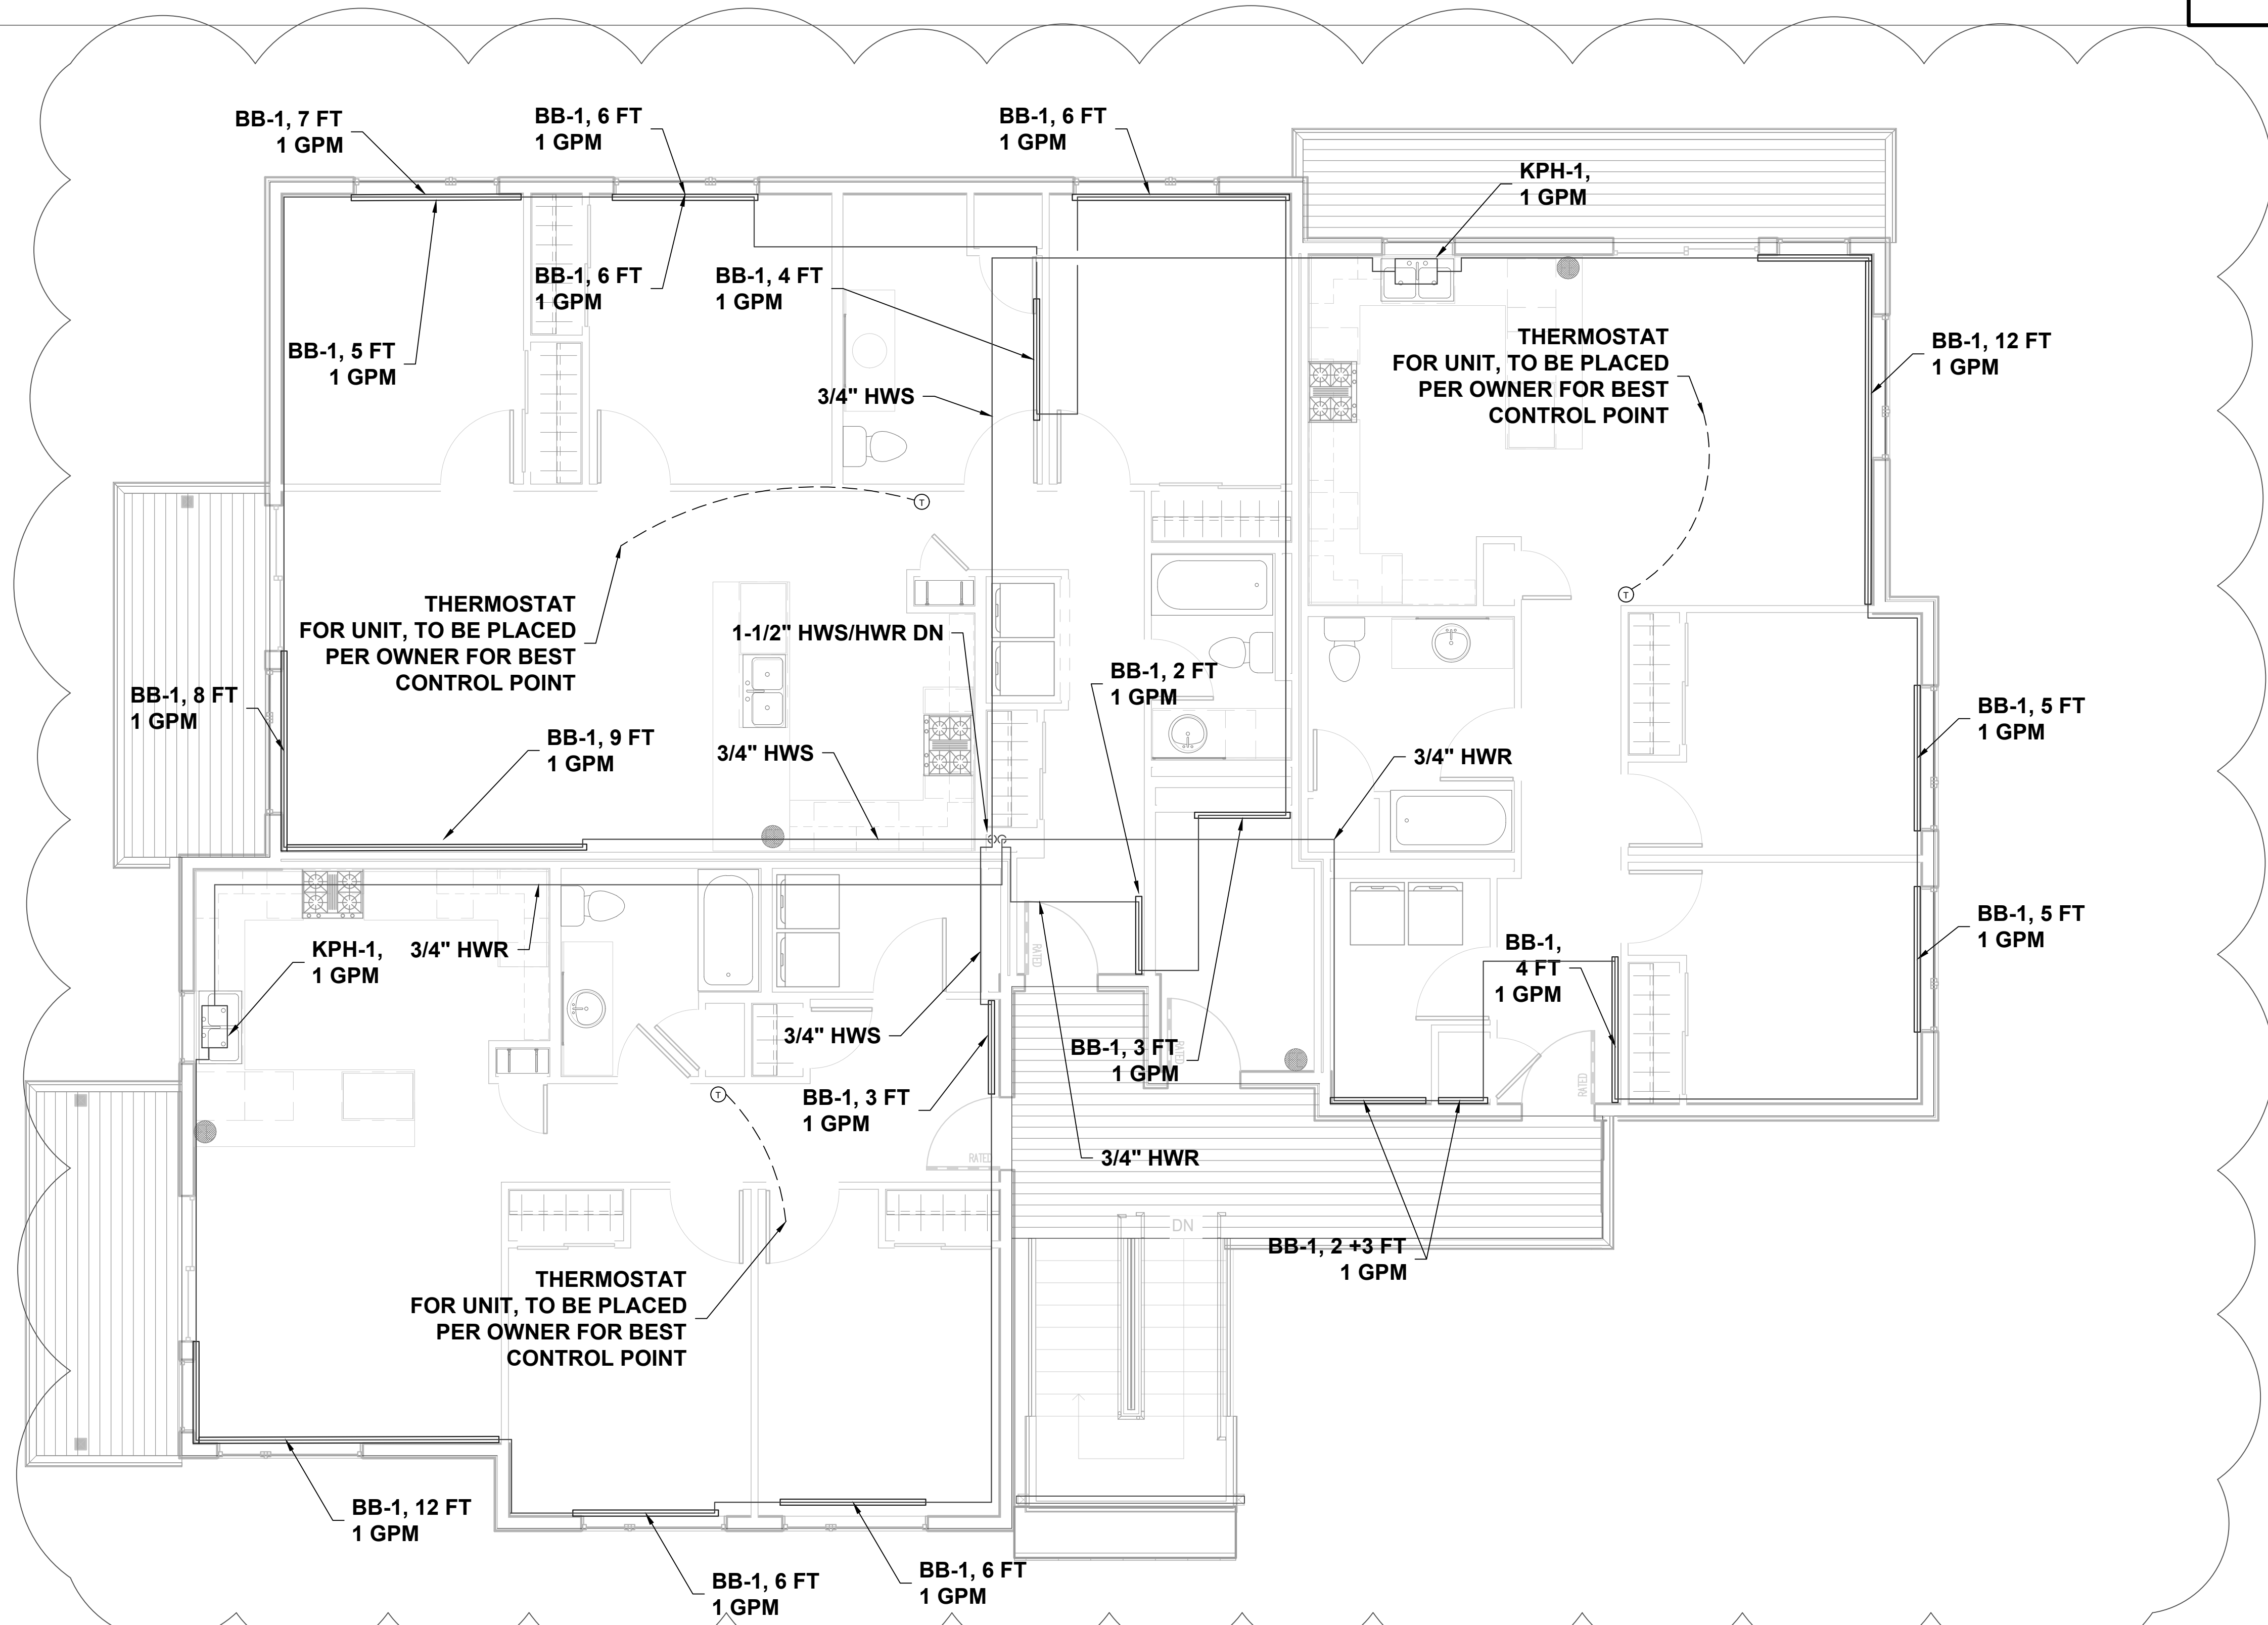 BB-1, 7 FT
1 GPM
BB-1, 6 FT
1 GPM
BB-1, 6 FT
1 GPM
KPH-1,
1 GPM
BB-1, 6 FT
1 GPM
BB-1, 4 FT
1 GPM
BB-1, 5 FT
1 GPM
3/4" HWS
THERMOSTAT
FOR UNIT, TO BE PLACED
PER OWNER FOR BEST
CONTROL POINT
BB-1, 12 FT
1 GPM
T
T
THERMOSTAT
FOR UNIT, TO BE PLACED
PER OWNER FOR BEST
CONTROL POINT
1-1/2" HWS/HWR DN
BB-1, 2 FT
1 GPM
BB-1, 8 FT
1 GPM
BB-1, 9 FT
1 GPM
3/4" HWS
3/4" HWR
BB-1, 5 FT
1 GPM
KPH-1,
1 GPM
3/4" HWR
RATED
BB-1,
4 FT
1 GPM
BB-1, 5 FT
1 GPM
3/4" HWS
BB-1, 3 FT
1 GPM
RATED
RATED
T
BB-1, 3 FT
1 GPM
RATED
3/4" HWR
DN
BB-1, 2 +3 FT
1 GPM
THERMOSTAT
FOR UNIT, TO BE PLACED
PER OWNER FOR BEST
CONTROL POINT
BB-1, 12 FT
1 GPM
BB-1, 6 FT
1 GPM
BB-1, 6 FT
1 GPM